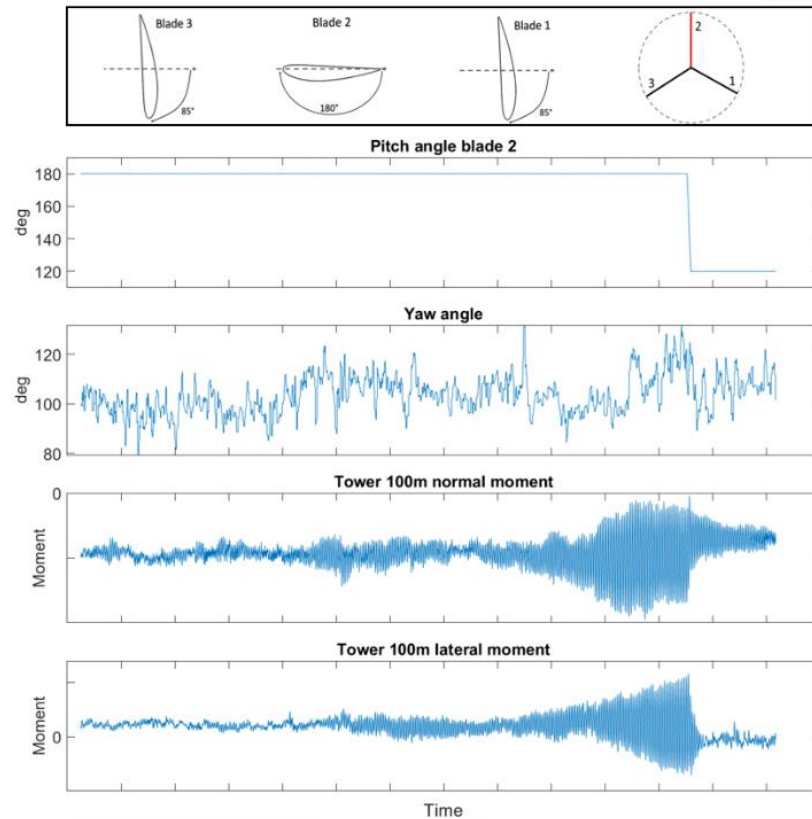 Blade 3 Blade 2 Blade 1
2
3 1
85° 180° 85°
Pitch angle blade 2
180
160
140
120
deg
Yaw angle
120
100
80
deg
Tower 100m normal moment
0
Moment
Tower 100m lateral moment
0
Moment
Time